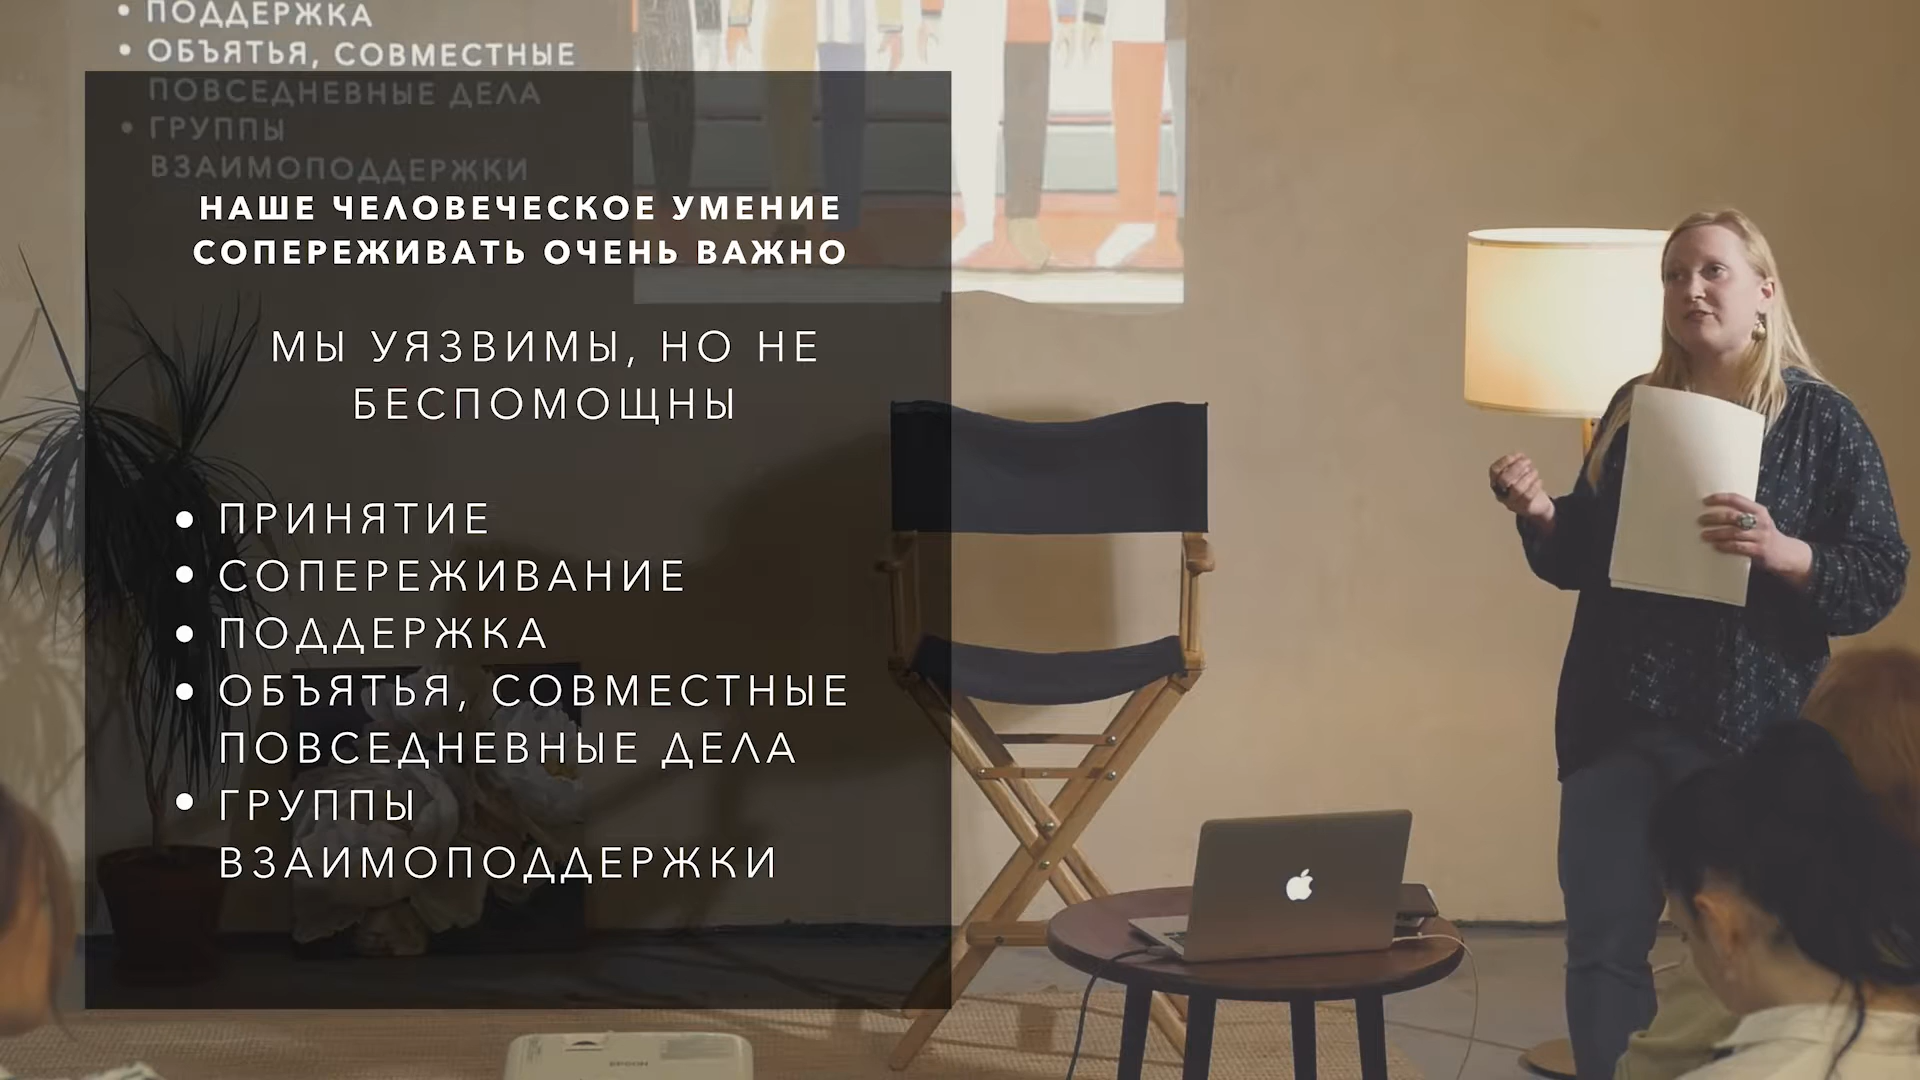 • ПОДДЕРЖКА
• ОБЪЯТЬЯ, СОВМЕСТНЫЕ
ПОВСЕДНЕВНЫЕ ДЕЛА
• ГРУППЫ
ВЗАИМОПОДДЕРЖКИ
НАШЕ ЧЕЛОВЕЧЕСКОЕ УМЕНИЕ
СОПЕРЕЖИВАТЬ ОЧЕНЬ ВАЖНО
МЫ УЯЗВИМЫ, НО НЕ
БЕСПОМОЩНЫ
• ПРИНЯТИЕ
• СОПЕРЕЖИВАНИЕ
• ПОДДЕРЖКА
• ОБЪЯТЬЯ, СОВМЕСТНЫЕ
ПОВСЕДНЕВНЫЕ ДЕЛА
• ГРУППЫ
ВЗАИМОПОДДЕРЖКИ